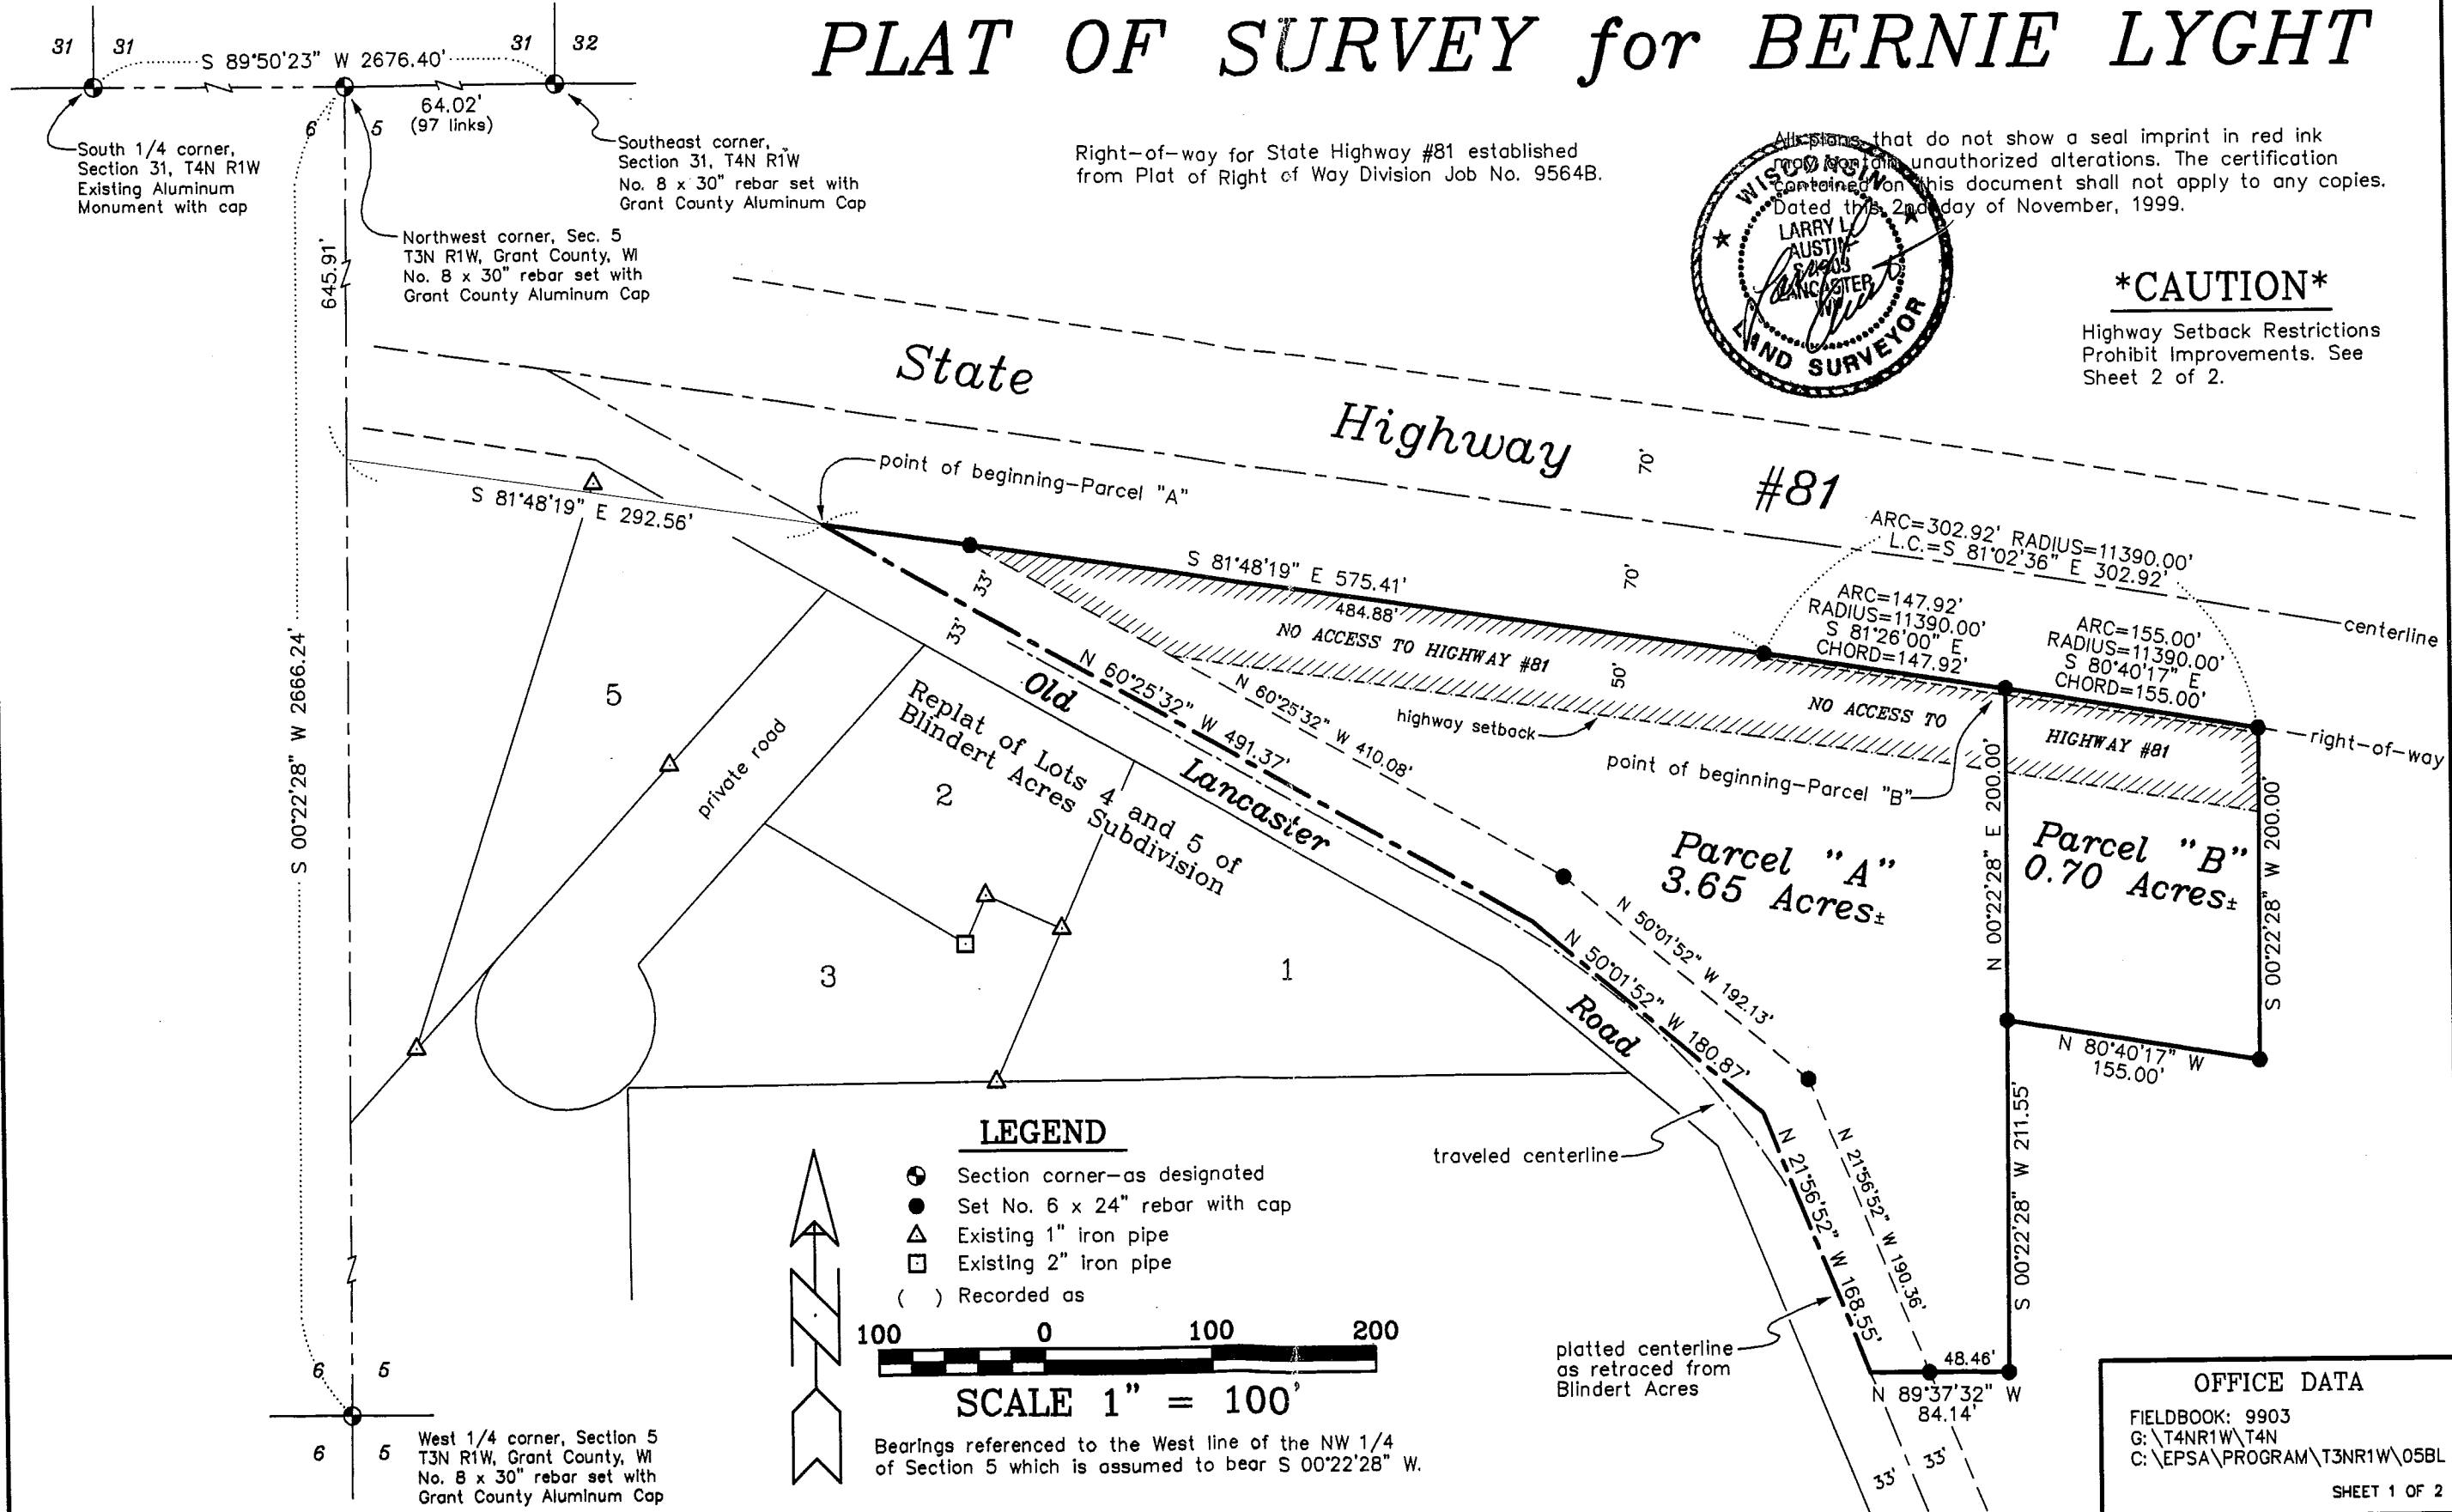 PLAT OF SURVEY for BERNIE LYGHT
31 31
S 89°50'23" W 2676.40'
31 32
64.02'
(97 links)
6 5
South 1/4 corner,
Section 31, T4N R1W
Existing Aluminum
Monument with cap
Southeast corner,
Section 31, T4N R1W
No. 8 x 30" rebar set with
Grant County Aluminum Cap
Northwest corner, Sec. 5
T3N R1W, Grant County, WI
No. 8 x 30" rebar set with
Grant County Aluminum Cap
645.91'
S 00°22'28" W 2666.24'
Right-of-way for State Highway #81 established
from Plat of Right of Way Division Job No. 9564B.
All plans that do not show a seal imprint in red ink
may contain unauthorized alterations. The certification
contained on this document shall not apply to any copies.
Dated this 2nd day of November, 1999.
WISCONSIN
LARRY L.
AUSTIN
LANCASTER
WI
LAND SURVEYOR
*CAUTION*
Highway Setback Restrictions
Prohibit Improvements. See
Sheet 2 of 2.
State
Highway
#81
70'
70'
50'
point of beginning-Parcel "A"
S 81°48'19" E 292.56'
S 81°48'19" E 575.41'
484.88'
NO ACCESS TO HIGHWAY #81
ARC=302.92' RADIUS=11390.00'
L.C.=S 81°02'36" E 302.92'
ARC=147.92'
RADIUS=11390.00'
S 81°26'00" E
CHORD=147.92'
ARC=155.00'
RADIUS=11390.00'
S 80°40'17" E
CHORD=155.00'
centerline
right-of-way
NO ACCESS TO
HIGHWAY #81
highway setback
point of beginning-Parcel "B"
33'
33'
N 60°25'32" W 491.37'
N 60°25'32" W 410.08'
Old
Lancaster
Road
Replat of Lots 4 and 5 of
Blindert Acres Subdivision
private road
5
2
3
1
Parcel "A"
3.65 Acres±
Parcel "B"
0.70 Acres±
N 00°22'28" E 200.00'
S 00°22'28" W 200.00'
N 50°01'52" W 192.13'
N 50°01'52" W 180.87'
N 80°40'17" W
155.00'
S 00°22'28" W 211.55'
N 21°56'52" W 190.36'
N 21°56'52" W 168.55'
traveled centerline
platted centerline
as retraced from
Blindert Acres
48.46'
N 89°37'32" W
84.14'
33' 33'
LEGEND
Section corner-as designated
Set No. 6 x 24" rebar with cap
Existing 1" iron pipe
Existing 2" iron pipe
( ) Recorded as
N
100 0 100 200
SCALE 1" = 100'
Bearings referenced to the West line of the NW 1/4
of Section 5 which is assumed to bear S 00°22'28" W.
6 5
6 5
West 1/4 corner, Section 5
T3N R1W, Grant County, WI
No. 8 x 30" rebar set with
Grant County Aluminum Cap
OFFICE DATA
FIELDBOOK: 9903
G:\T4NR1W\T4N
C:\EPSA\PROGRAM\T3NR1W\05BL
SHEET 1 OF 2